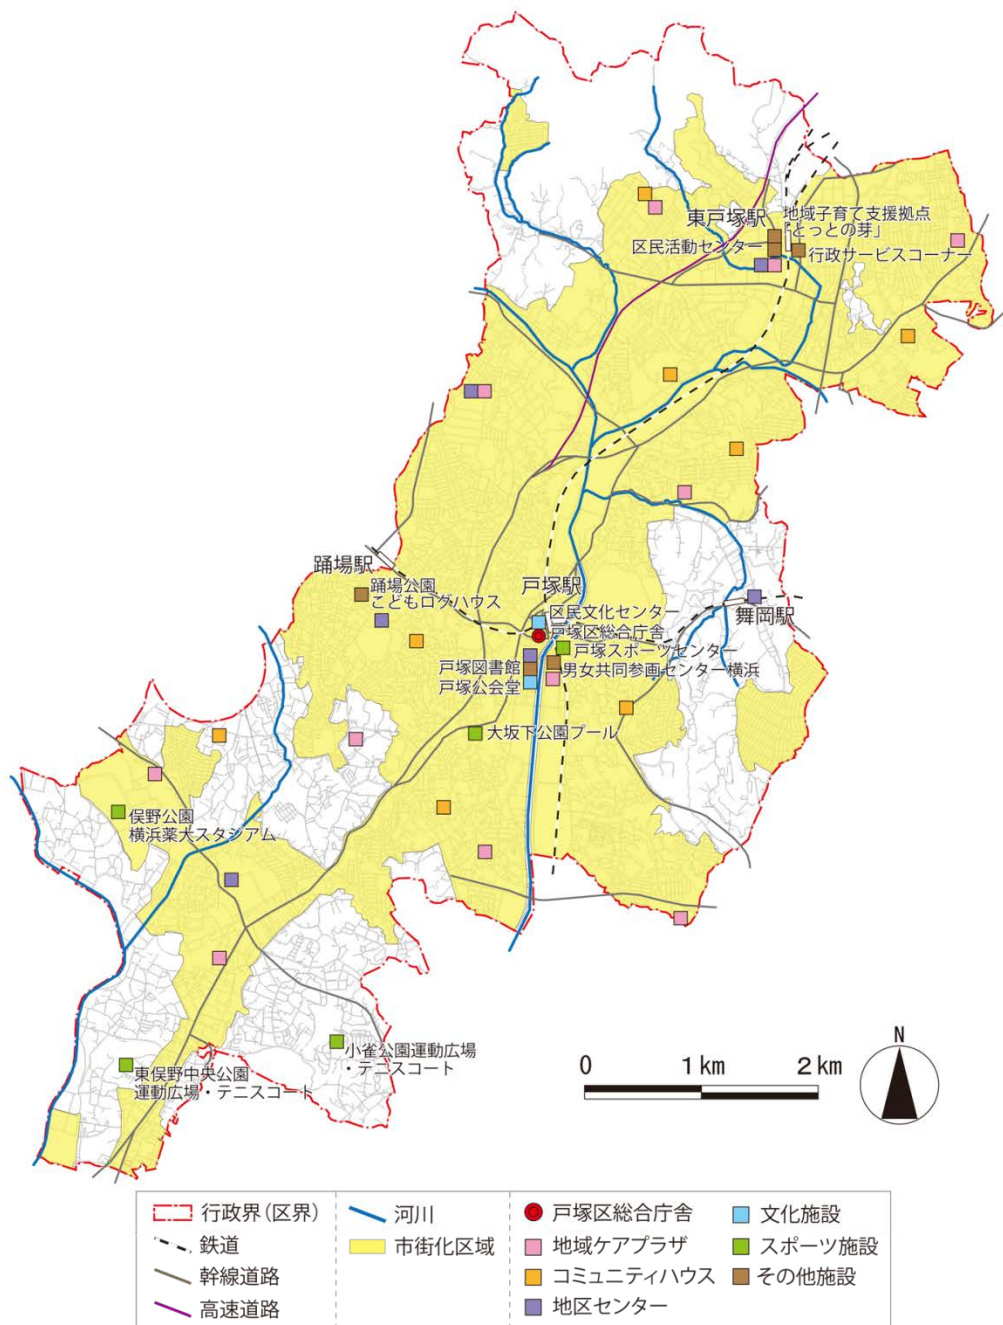 東戸塚駅
地域子育て支援拠点
「とっとの芽」
区民活動センター
行政サービスコーナー
踊場駅
踊場公園
こどもログハウス
戸塚駅
区民文化センター
戸塚区総合庁舎
戸塚スポーツセンター
男女共同参画センター横浜
戸塚図書館
戸塚公会堂
舞岡駅
大坂下公園プール
俣野公園
横浜薬大スタジアム
小雀公園運動広場
・テニスコート
東俣野中央公園
運動広場・テニスコート
0 1km 2km
N
行政界(区界)
鉄道
幹線道路
高速道路
河川
市街化区域
戸塚区総合庁舎
地域ケアプラザ
コミュニティハウス
地区センター
文化施設
スポーツ施設
その他施設